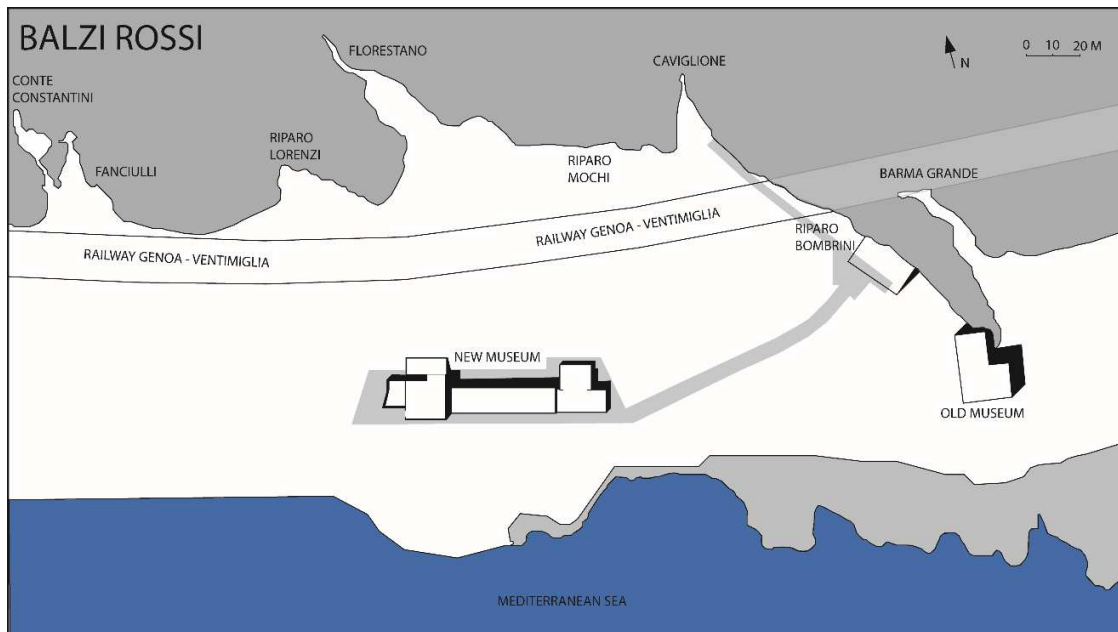 BALZI ROSSI
FLORESTANO
CAVIGLIONE
0 10 20 M
N
CONTE
CONSTANTINI
FANCIULLI
RIPARO
LORENZI
RIPARO
MOCHI
BARMA GRANDE
RAILWAY GENOA - VENTIMIGLIA
RAILWAY GENOA - VENTIMIGLIA
RIPARO
BOMBRINI
NEW MUSEUM
OLD MUSEUM
MEDITERRANEAN SEA